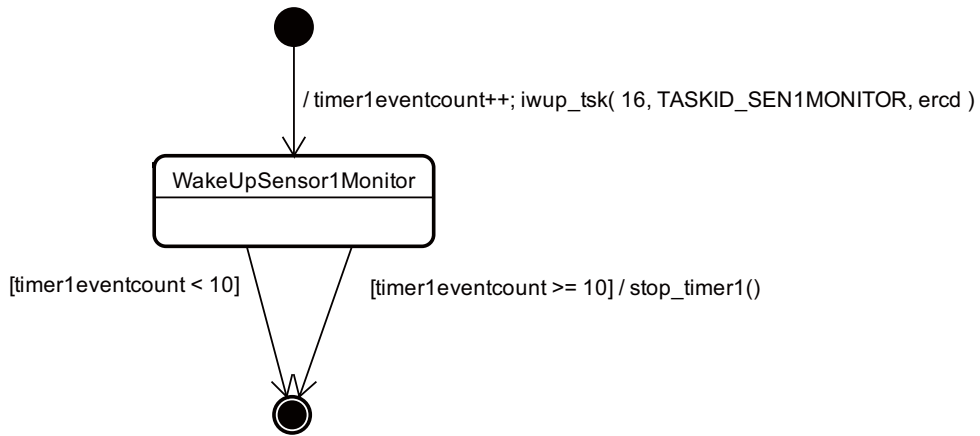 / timer1eventcount++; iwup_tsk( 16, TASKID_SEN1MONITOR, ercd )
WakeUpSensor1Monitor
[timer1eventcount < 10]
[timer1eventcount >= 10] / stop_timer1()